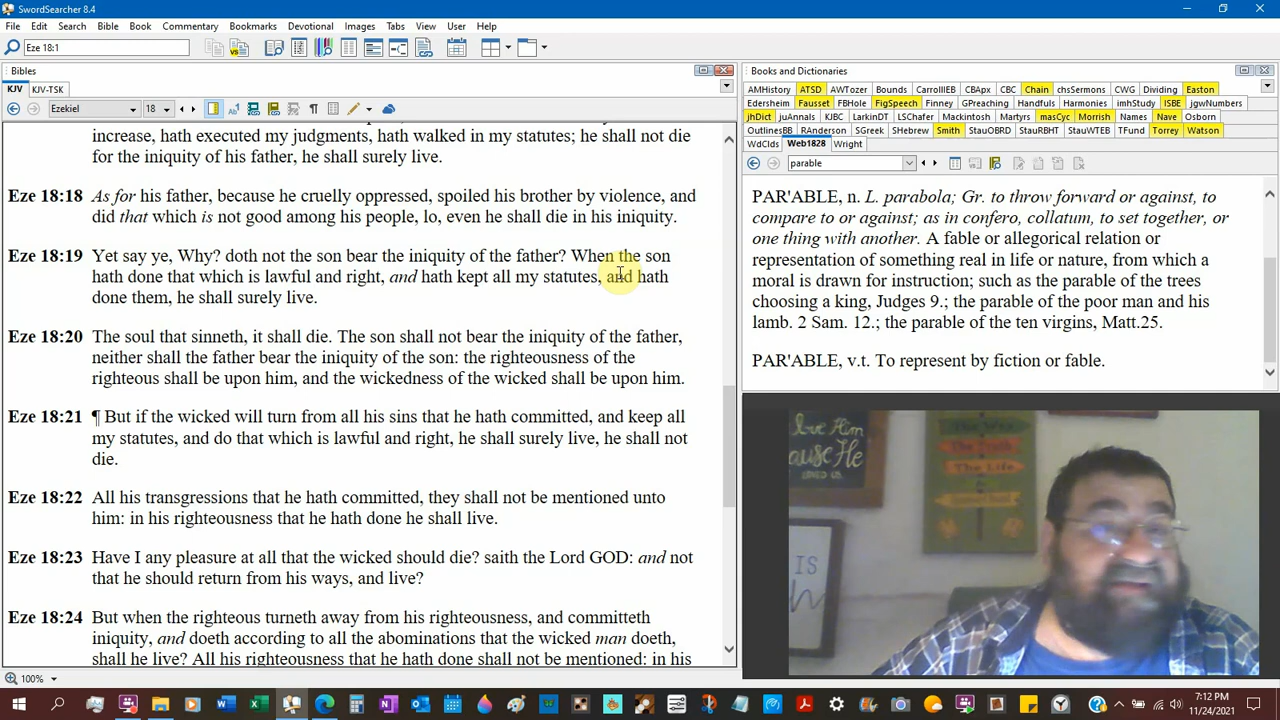 SwordSearcher 8.4
File Edit Search Bible Book Commentary Bookmarks Devotional Images Tabs View User Help
Eze 18:1
Bibles
KJV KJV-TSK
Ezekiel 18
increase, hath executed my judgments, hath walked in my statutes; he shall not die
for the iniquity of his father, he shall surely live.
Eze 18:18 As for his father, because he cruelly oppressed, spoiled his brother by violence, and
did that which is not good among his people, lo, even he shall die in his iniquity.
Eze 18:19 Yet say ye, Why? doth not the son bear the iniquity of the father? When the son
hath done that which is lawful and right, and hath kept all my statutes, and hath
done them, he shall surely live.
Eze 18:20 The soul that sinneth, it shall die. The son shall not bear the iniquity of the father,
neither shall the father bear the iniquity of the son: the righteousness of the
righteous shall be upon him, and the wickedness of the wicked shall be upon him.
Eze 18:21 ¶ But if the wicked will turn from all his sins that he hath committed, and keep all
my statutes, and do that which is lawful and right, he shall surely live, he shall not
die.
Eze 18:22 All his transgressions that he hath committed, they shall not be mentioned unto
him: in his righteousness that he hath done he shall live.
Eze 18:23 Have I any pleasure at all that the wicked should die? saith the Lord GOD: and not
that he should return from his ways, and live?
Eze 18:24 But when the righteous turneth away from his righteousness, and committeth
iniquity, and doeth according to all the abominations that the wicked man doeth,
shall he live? All his righteousness that he hath done shall not be mentioned: in his
100%
Books and Dictionaries
AMHistory ATSD AWTozer Bounds CarrollIEB CBApx CBC Chain chsSermons CWG Dividing Easton
Edersheim Fausset FBHole FigSpeech Finney GPreaching Handfuls Harmonies imhStudy ISBE jgwNumbers
jhDict juAnnals KJBC LarkinDT LSChafer Mackintosh Martyrs masCyc Morrish Names Nave Osborn
OutlinesBB RAnderson SGreek SHebrew Smith StauOBRD StauRBHT StauWTEB TFund Torrey Watson
WdClds Web1828 Wright
parable
PAR'ABLE, n. L. parabola; Gr. to throw forward or against, to
compare to or against; as in confero, collatum, to set together, or
one thing with another. A fable or allegorical relation or
representation of something real in life or nature, from which a
moral is drawn for instruction; such as the parable of the trees
choosing a king, Judges 9.; the parable of the poor man and his
lamb. 2 Sam. 12.; the parable of the ten virgins, Matt.25.
PAR'ABLE, v.t. To represent by fiction or fable.
love Him
cause He
LOVED US.
The Way
The Truth
The Life
IS
7:12 PM
11/24/2021